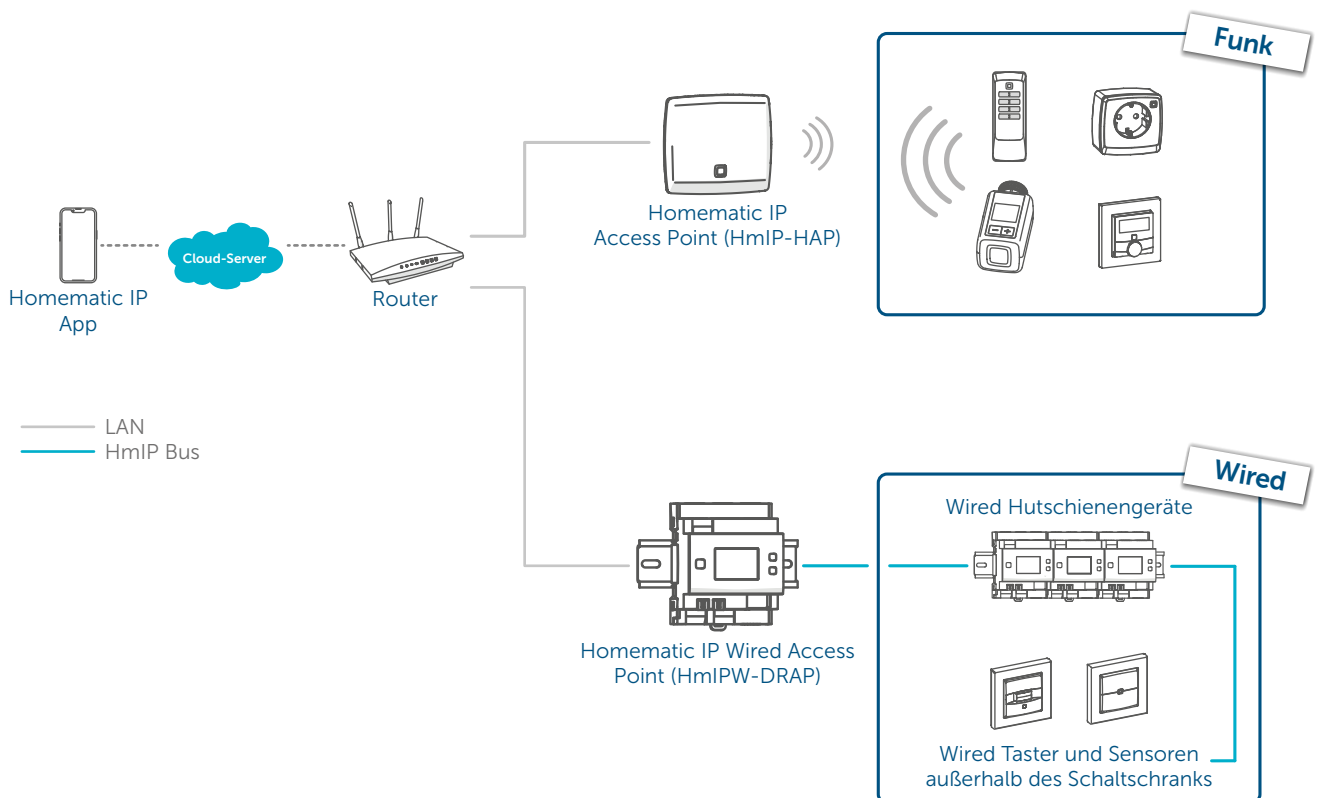 Funk
Homematic IP
Access Point (HmIP-HAP)
Cloud-Server
Homematic IP
App
Router
LAN
HmIP Bus
Wired
Wired Hutschienengeräte
Homematic IP Wired Access
Point (HmIPW-DRAP)
Wired Taster und Sensoren
außerhalb des Schaltschranks